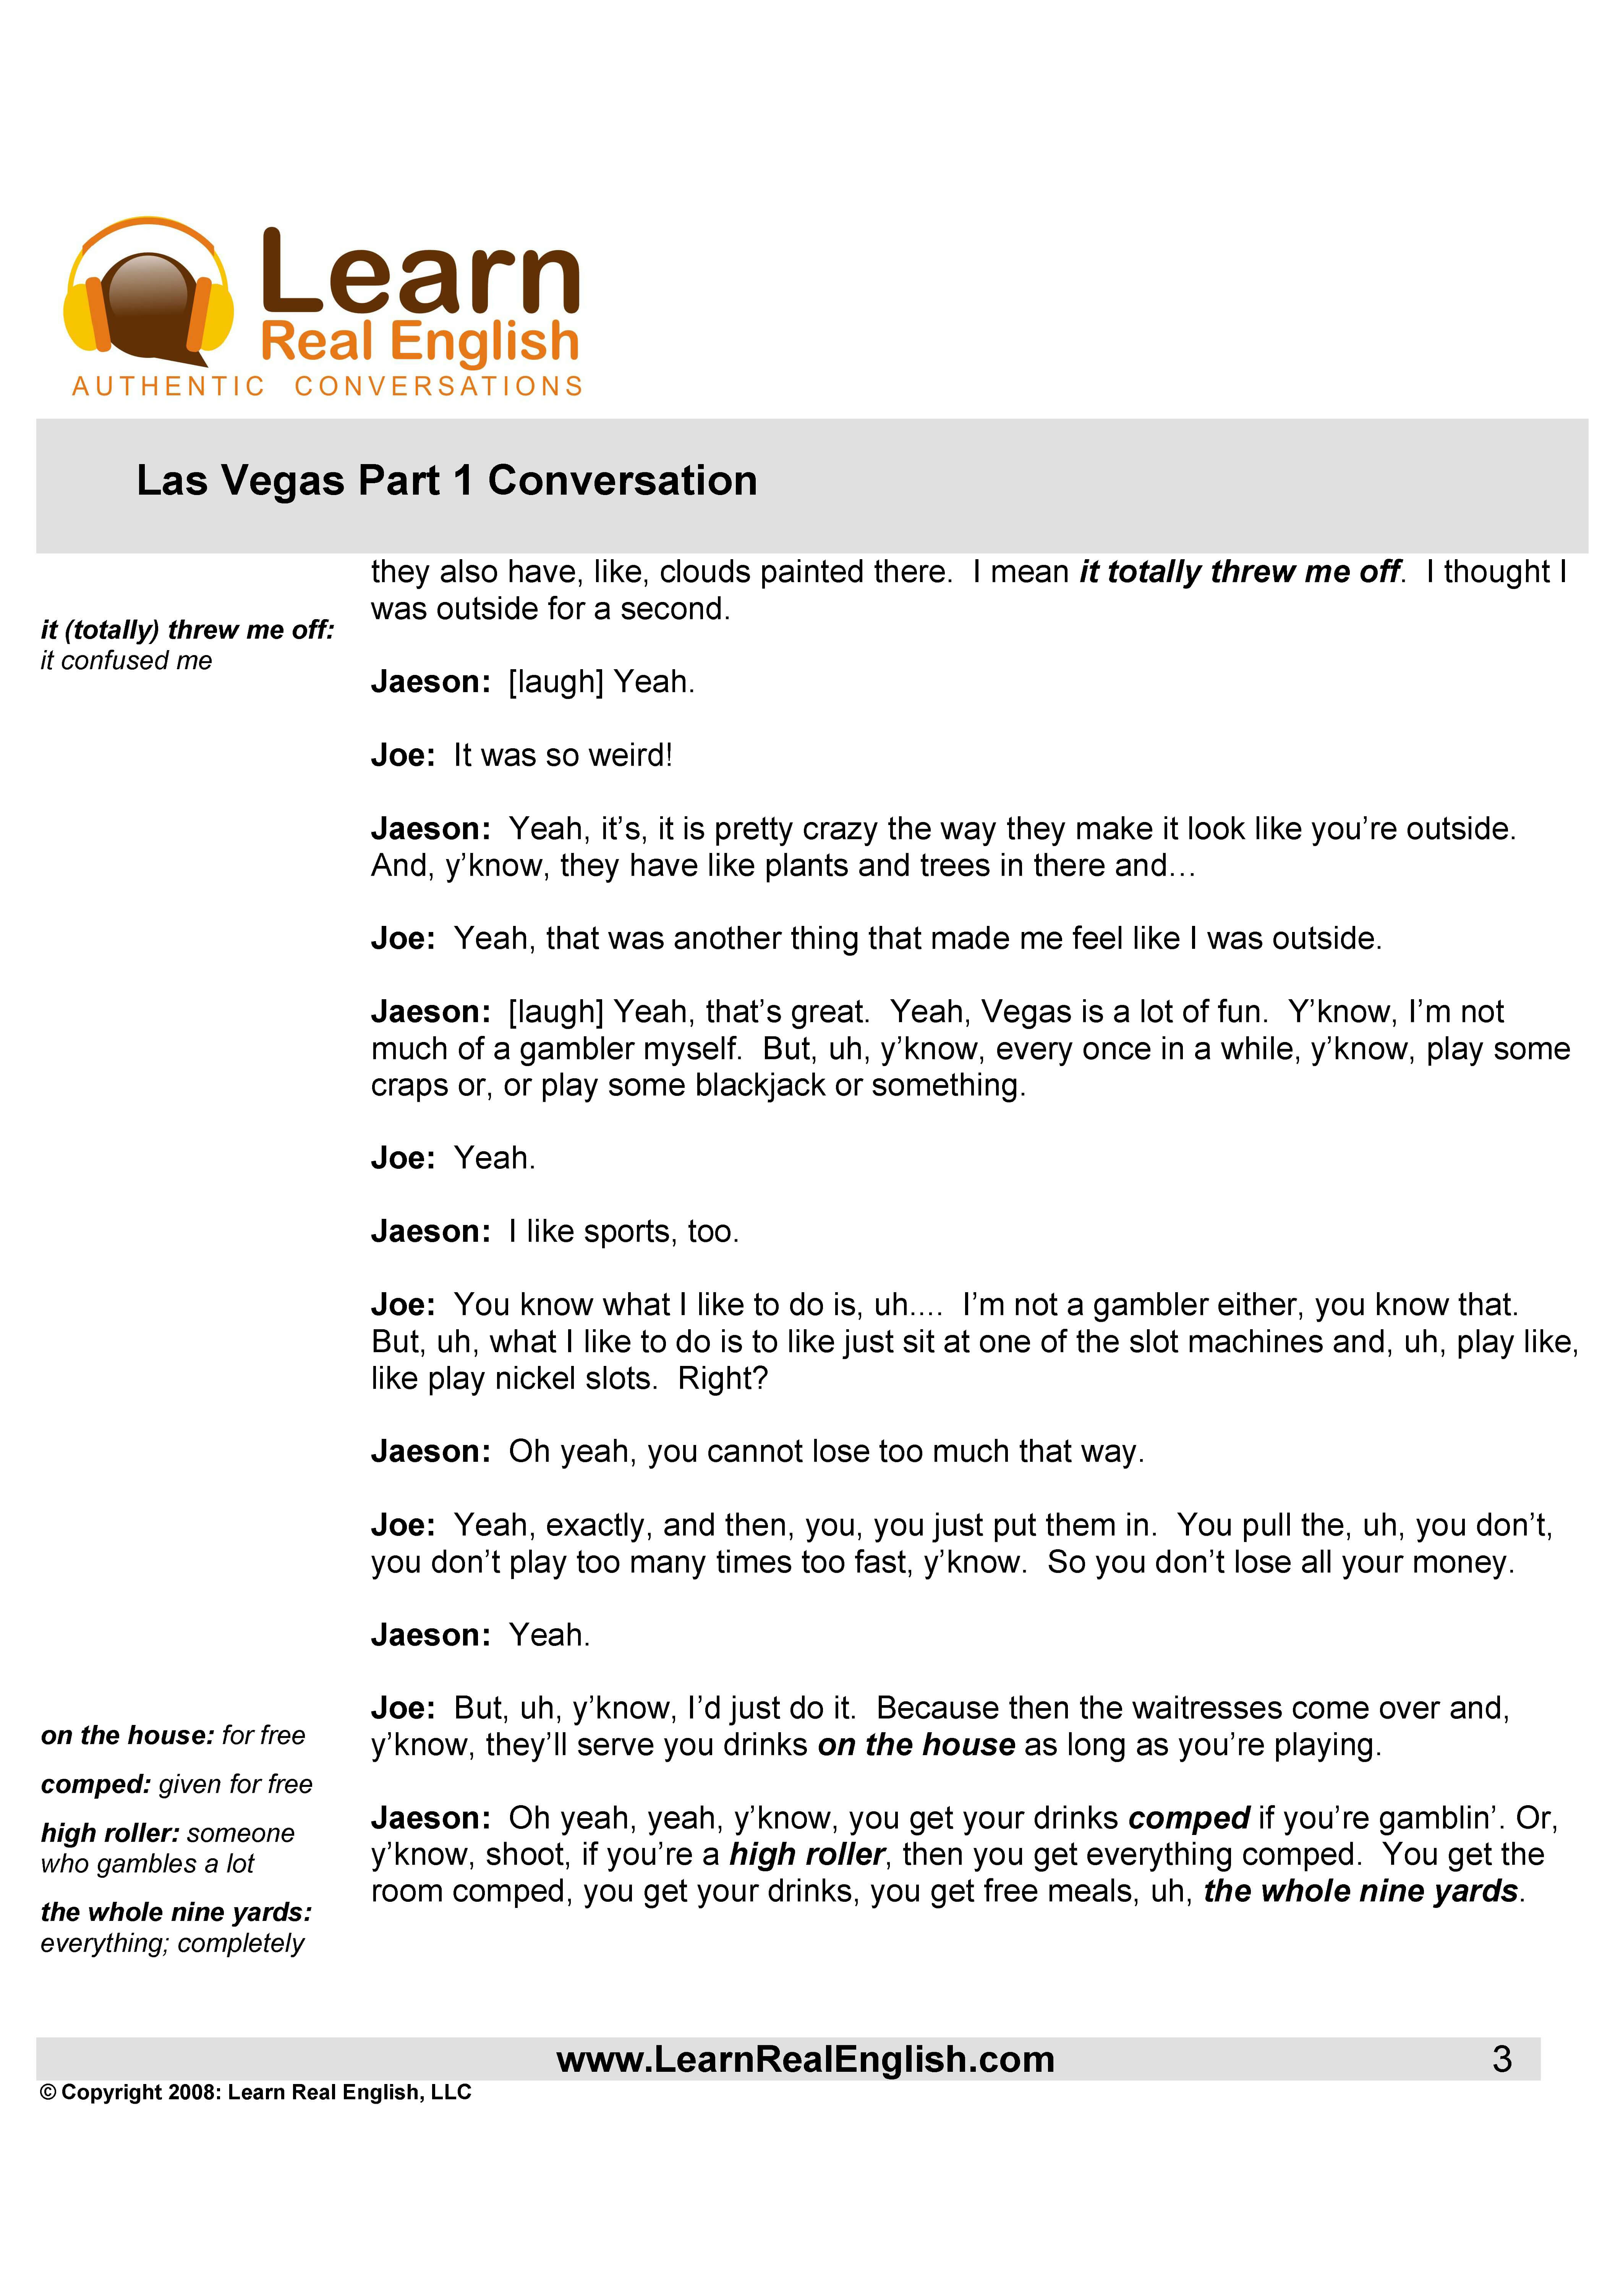 Learn
Real English
AUTHENTIC CONVERSATIONS
Las Vegas Part 1 Conversation
they also have, like, clouds painted there.  I mean it totally threw me off.  I thought I
was outside for a second.
it (totally) threw me off:
it confused me
Jaeson:  [laugh] Yeah.
Joe:  It was so weird!
Jaeson:  Yeah, it’s, it is pretty crazy the way they make it look like you’re outside.
And, y’know, they have like plants and trees in there and…
Joe:  Yeah, that was another thing that made me feel like I was outside.
Jaeson:  [laugh] Yeah, that’s great.  Yeah, Vegas is a lot of fun.  Y’know, I’m not
much of a gambler myself.  But, uh, y’know, every once in a while, y’know, play some
craps or, or play some blackjack or something.
Joe:  Yeah.
Jaeson:  I like sports, too.
Joe:  You know what I like to do is, uh....  I’m not a gambler either, you know that.
But, uh, what I like to do is to like just sit at one of the slot machines and, uh, play like,
like play nickel slots.  Right?
Jaeson:  Oh yeah, you cannot lose too much that way.
Joe:  Yeah, exactly, and then, you, you just put them in.  You pull the, uh, you don’t,
you don’t play too many times too fast, y’know.  So you don’t lose all your money.
Jaeson:  Yeah.
Joe:  But, uh, y’know, I’d just do it.  Because then the waitresses come over and,
y’know, they’ll serve you drinks on the house as long as you’re playing.
on the house: for free
comped: given for free
high roller: someone
who gambles a lot
the whole nine yards:
everything; completely
Jaeson:  Oh yeah, yeah, y’know, you get your drinks comped if you’re gamblin’. Or,
y’know, shoot, if you’re a high roller, then you get everything comped.  You get the
room comped, you get your drinks, you get free meals, uh, the whole nine yards.
www.LearnRealEnglish.com 3
© Copyright 2008: Learn Real English, LLC